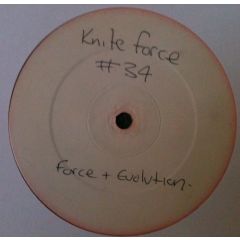 Knife force
#34
force + Evolution.